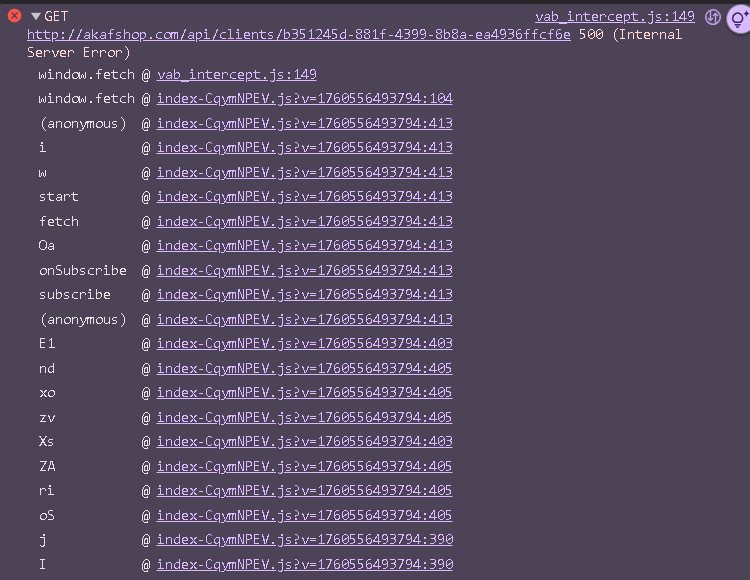 GET vab_intercept.js:149
http://akafshop.com/api/clients/b351245d-881f-4399-8b8a-ea4936ffcf6e 500 (Internal
Server Error)
window.fetch @ vab_intercept.js:149
window.fetch @ index-CqymNPEV.js?v=1760556493794:104
(anonymous) @ index-CqymNPEV.js?v=1760556493794:413
i @ index-CqymNPEV.js?v=1760556493794:413
w @ index-CqymNPEV.js?v=1760556493794:413
start @ index-CqymNPEV.js?v=1760556493794:413
fetch @ index-CqymNPEV.js?v=1760556493794:413
Oa @ index-CqymNPEV.js?v=1760556493794:413
onSubscribe @ index-CqymNPEV.js?v=1760556493794:413
subscribe @ index-CqymNPEV.js?v=1760556493794:413
(anonymous) @ index-CqymNPEV.js?v=1760556493794:413
E1 @ index-CqymNPEV.js?v=1760556493794:403
nd @ index-CqymNPEV.js?v=1760556493794:405
xo @ index-CqymNPEV.js?v=1760556493794:405
zv @ index-CqymNPEV.js?v=1760556493794:405
Xs @ index-CqymNPEV.js?v=1760556493794:403
ZA @ index-CqymNPEV.js?v=1760556493794:405
ri @ index-CqymNPEV.js?v=1760556493794:405
oS @ index-CqymNPEV.js?v=1760556493794:405
j @ index-CqymNPEV.js?v=1760556493794:390
I @ index-CqymNPEV.js?v=1760556493794:390